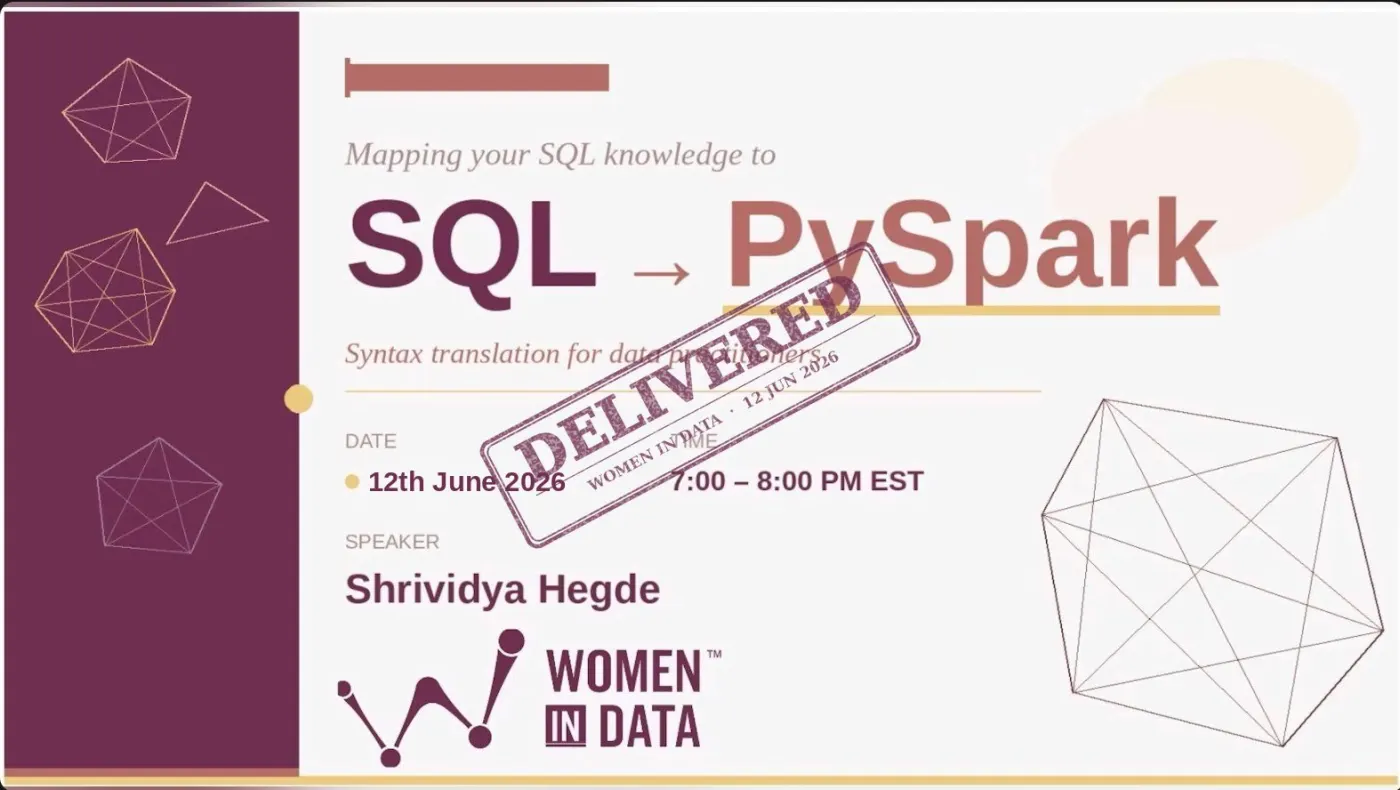 Mapping your SQL knowledge to
SQL → PySpark
Syntax translation for data practitioners
DELIVERED
WOMEN IN DATA · 12 JUN 2026
DATE
TIME
12th June 2026
7:00 – 8:00 PM EST
SPEAKER
Shrividya Hegde
WOMEN™
IN DATA